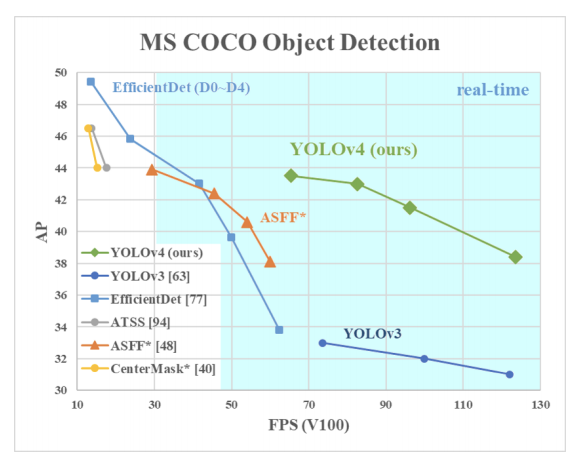 MS COCO Object Detection
50
48
46
44
42
40
38
36
34
32
30
AP
EfficientDet (D0~D4)
real-time
YOLOv4 (ours)
ASFF*
YOLOv3
YOLOv4 (ours)
YOLOv3 [63]
EfficientDet [77]
ATSS [94]
ASFF* [48]
CenterMask* [40]
10 30 50 70 90 110 130
FPS (V100)